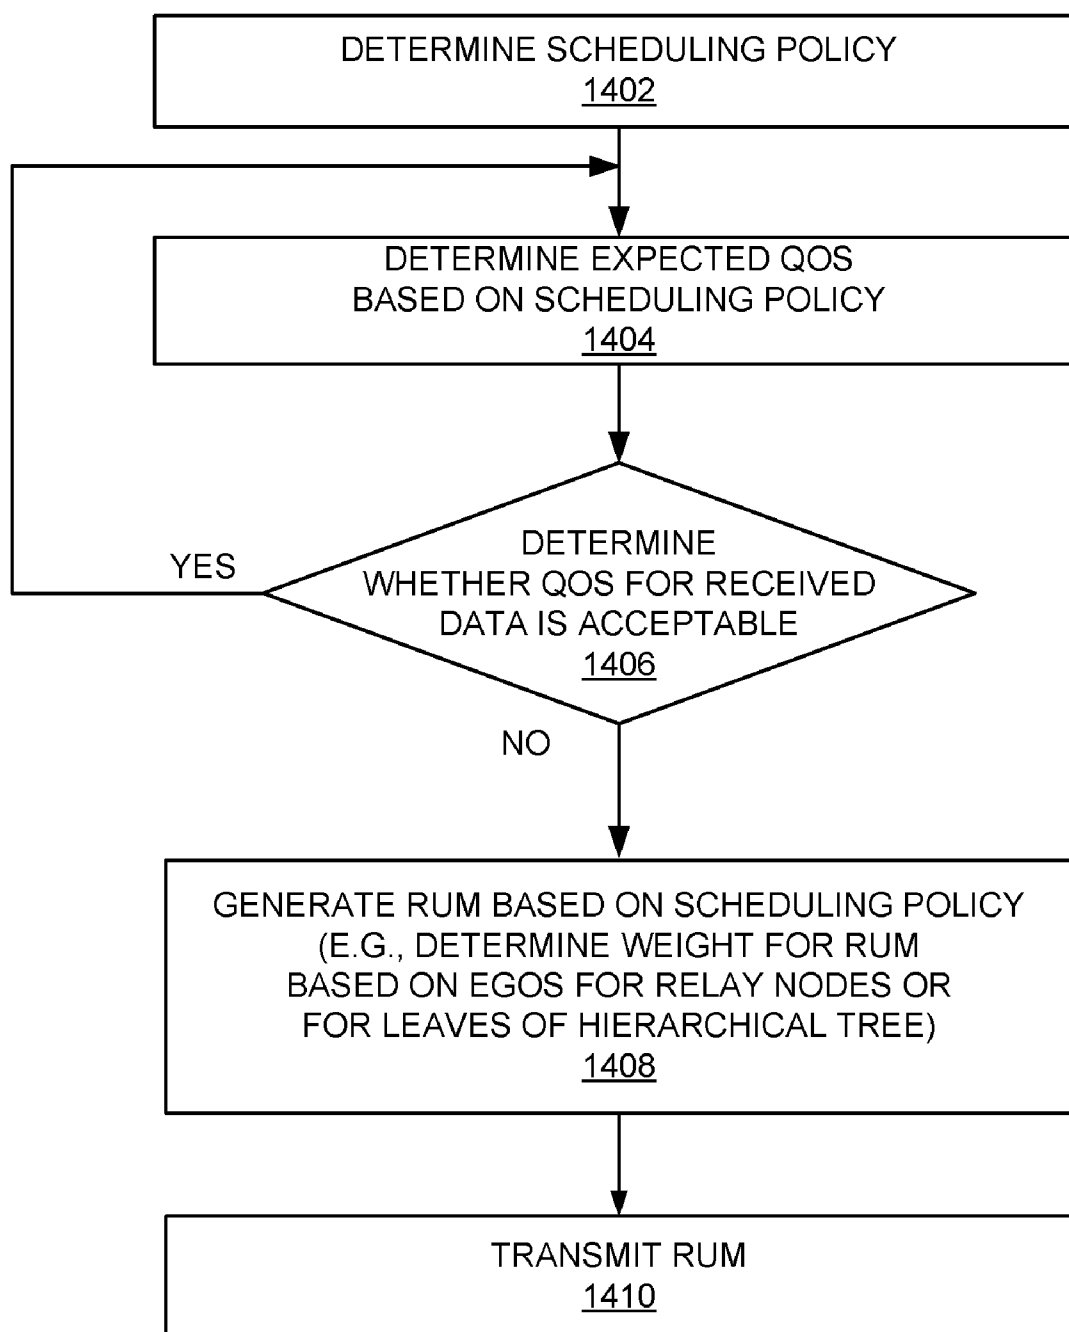 DETERMINE SCHEDULING POLICY
1402
DETERMINE EXPECTED QOS
BASED ON SCHEDULING POLICY
1404
DETERMINE
WHETHER QOS FOR RECEIVED
DATA IS ACCEPTABLE
1406
YES
NO
GENERATE RUM BASED ON SCHEDULING POLICY
(E.G., DETERMINE WEIGHT FOR RUM
BASED ON EGOS FOR RELAY NODES OR
FOR LEAVES OF HIERARCHICAL TREE)
1408
TRANSMIT RUM
1410